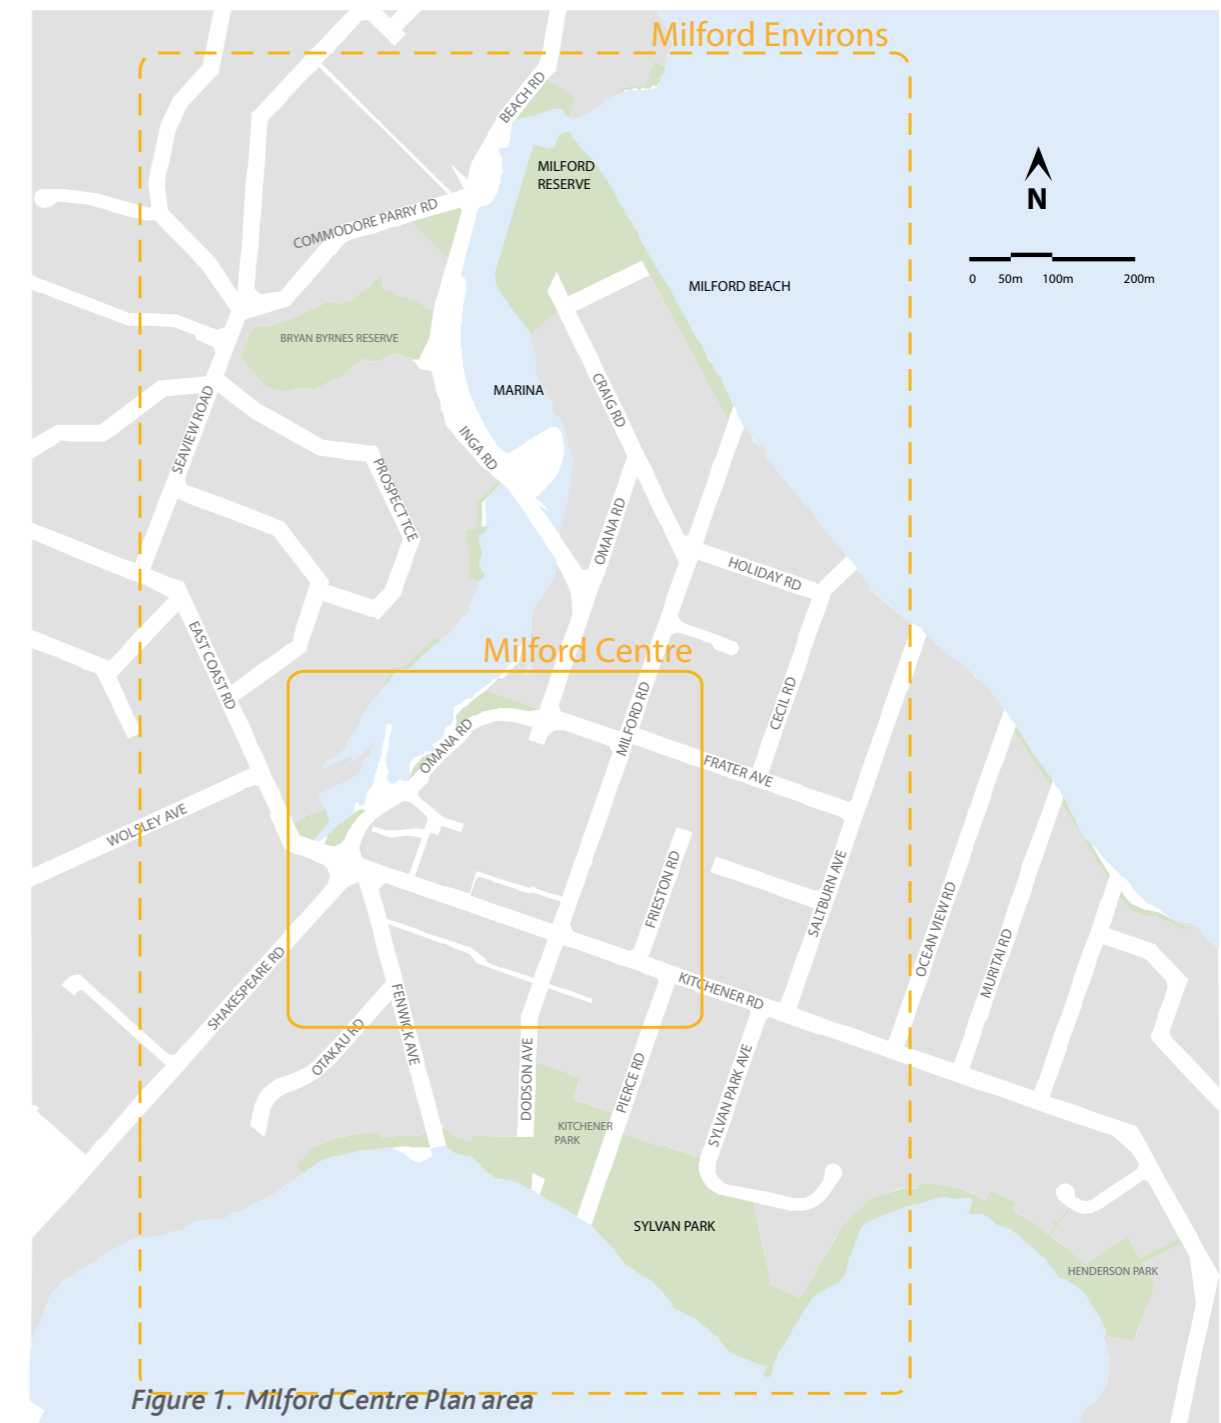 Milford Environs
BEACH RD
MILFORD
RESERVE
N
COMMODORE PARRY RD
0 50m 100m 200m
MILFORD BEACH
BRYAN BYRNES RESERVE
MARINA
CRAIG RD
SEAVIEW ROAD
INGA RD
PROSPECT TCE
OMANA RD
HOLIDAY RD
Milford Centre
EAST COAST RD
CECIL RD
MILFORD RD
OMANA RD
FRATER AVE
WOLSLEY AVE
FRIESTON RD
SALTBURN AVE
OCEAN VIEW RD
MURITAI RD
SHAKESPEARE RD
KITCHENER RD
FENWICK AVE
OTAKAU RD
DODSON AVE
PIERCE RD
SYLVAN PARK AVE
KITCHENER
PARK
SYLVAN PARK
HENDERSON PARK
Figure 1. Milford Centre Plan area